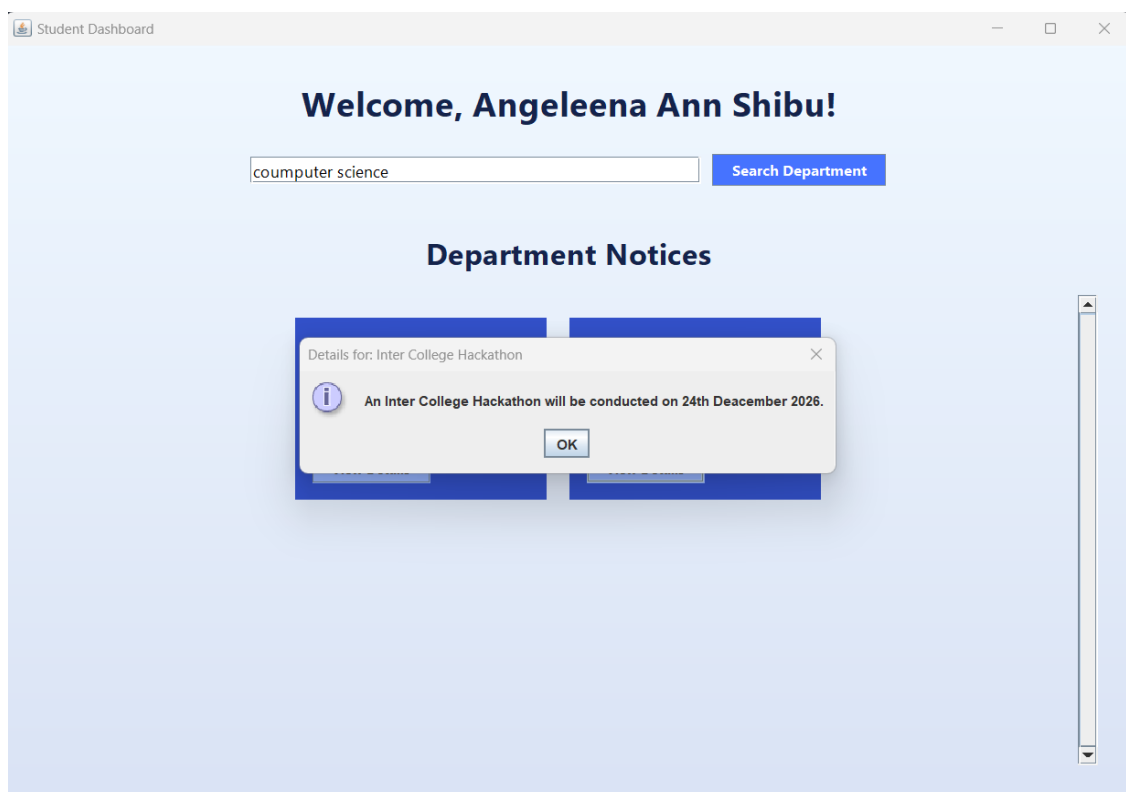 Student Dashboard
Welcome, Angeleena Ann Shibu!
coumputer science
Search Department
Department Notices
Details for: Inter College Hackathon
An Inter College Hackathon will be conducted on 24th Deacember 2026.
OK